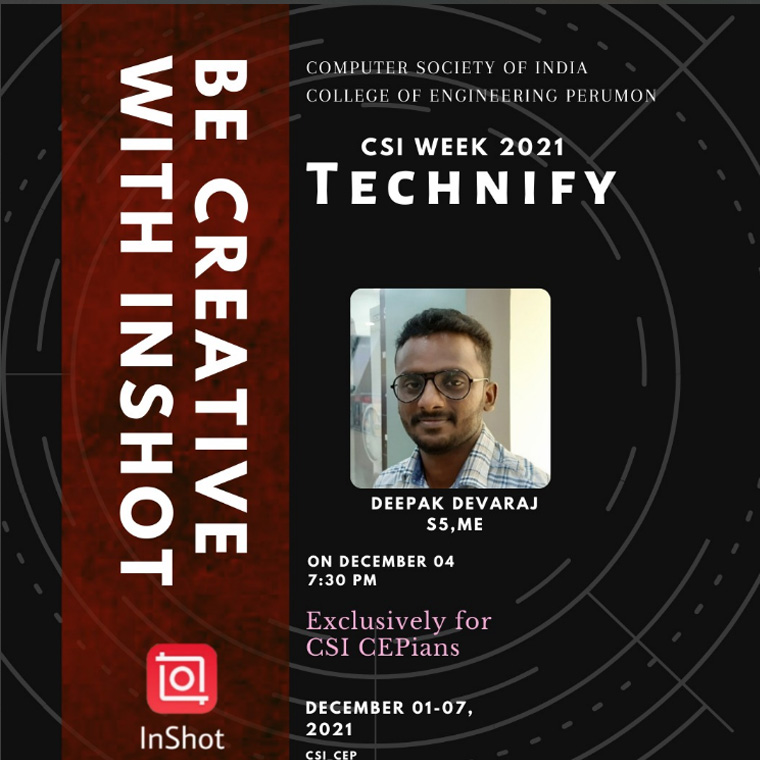 BE CREATIVE
WITH INSHOT
InShot
COMPUTER SOCIETY OF INDIA
COLLEGE OF ENGINEERING PERUMON
CSI WEEK 2021
TECHNIFY
DEEPAK DEVARAJ
S5,ME
ON DECEMBER 04
7:30 PM
Exclusively for
CSI CEPians
DECEMBER 01-07,
2021
CSI CEP